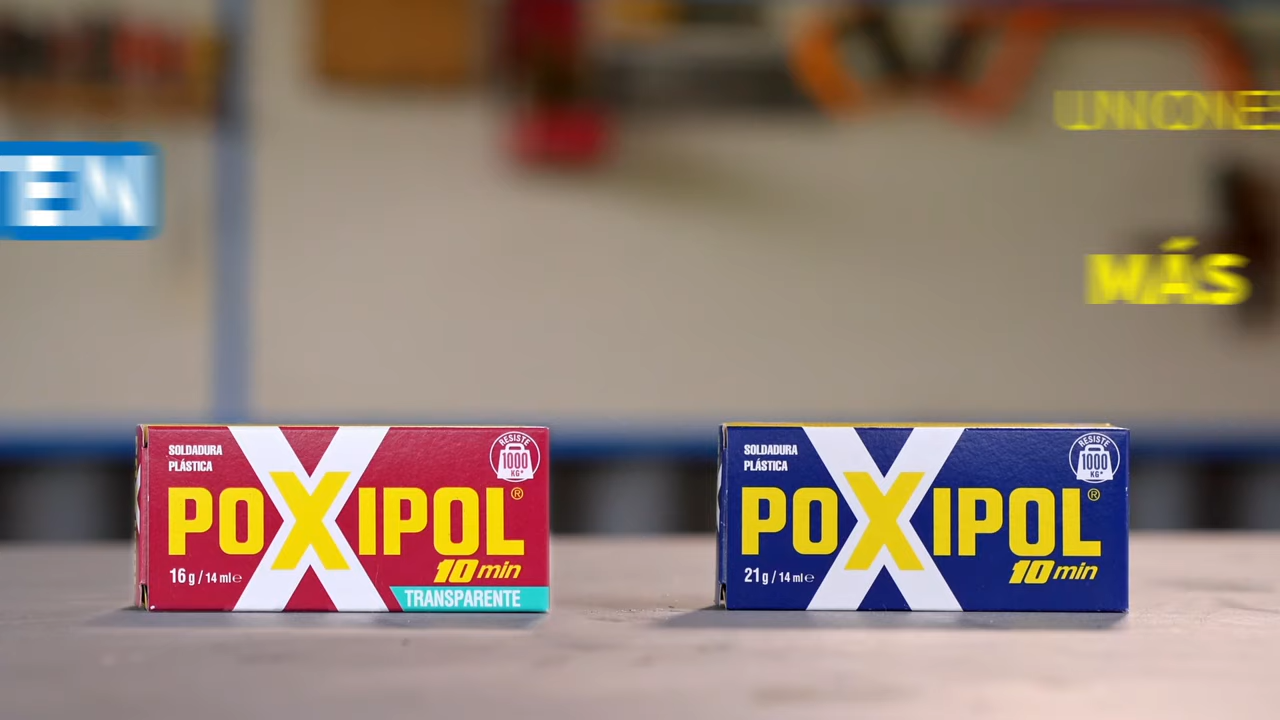 UNIONES
MÁS
SOLDADURA
PLÁSTICA
RESISTE
1000
KG*
POXIPOL®
10 min
16 g / 14 ml e
TRANSPARENTE
SOLDADURA
PLÁSTICA
RESISTE
1000
KG*
POXIPOL®
10 min
21 g / 14 ml e